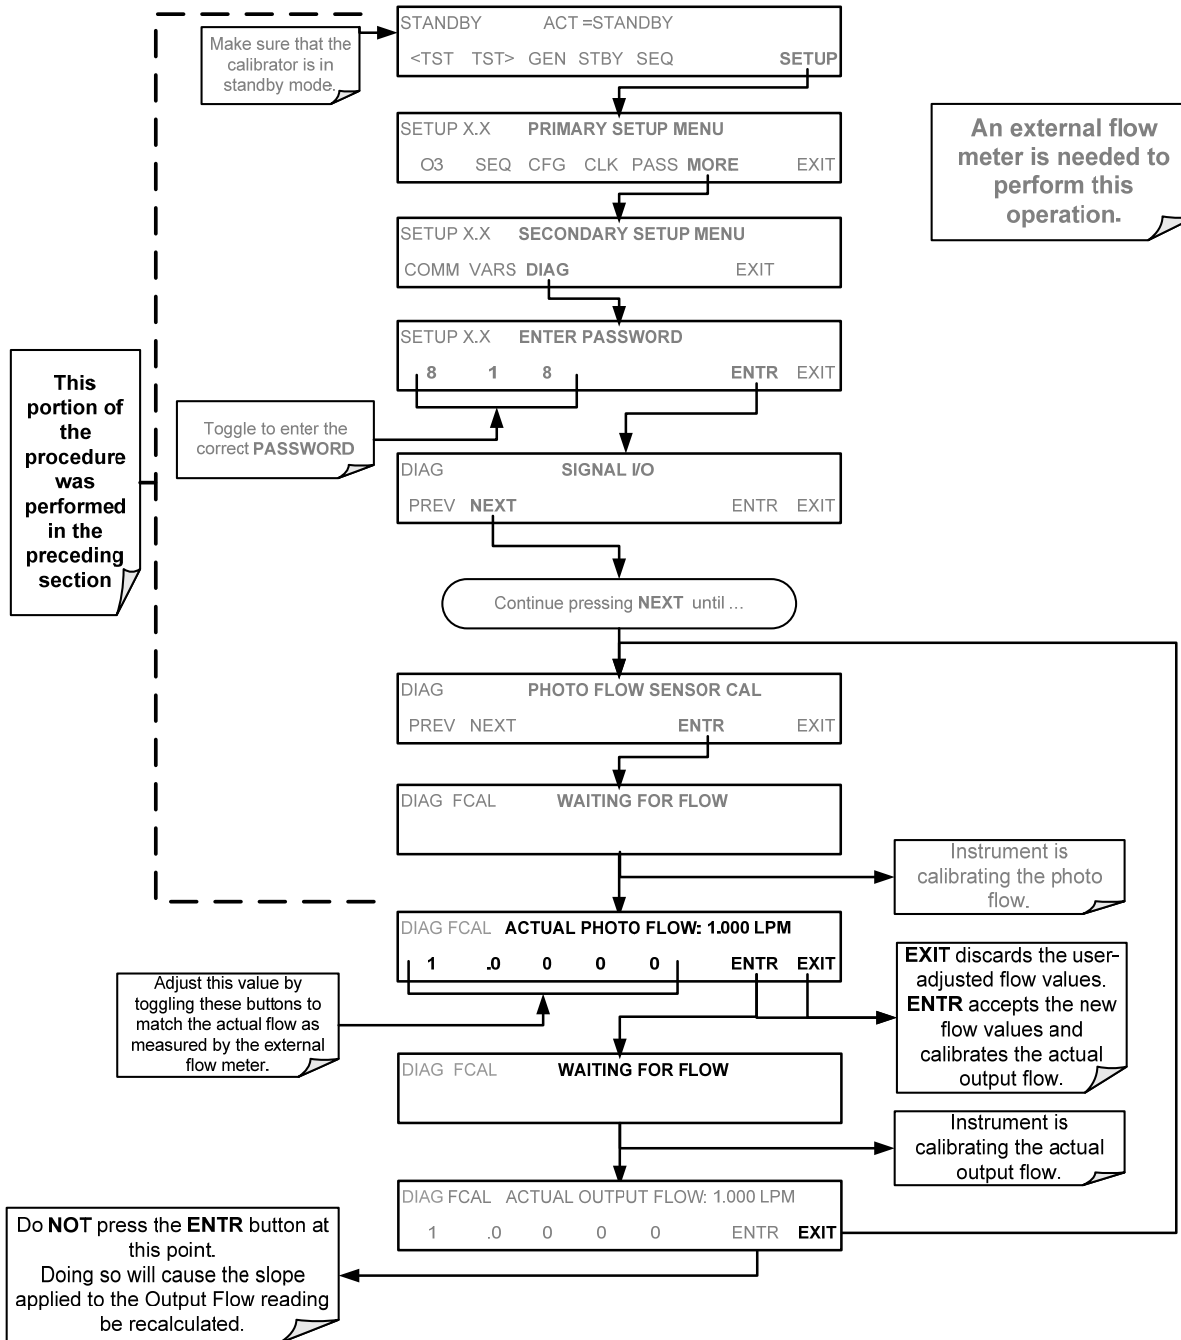 Make sure that the
calibrator is in
standby mode.
STANDBY ACT =STANDBY
<TST TST> GEN STBY SEQ SETUP
SETUP X.X PRIMARY SETUP MENU
O3 SEQ CFG CLK PASS MORE EXIT
An external flow
meter is needed to
perform this
operation.
SETUP X.X SECONDARY SETUP MENU
COMM VARS DIAG EXIT
SETUP X.X ENTER PASSWORD
8 1 8 ENTR EXIT
This
portion of
the
procedure
was
performed
in the
preceding
section
Toggle to enter the
correct PASSWORD
DIAG SIGNAL I/O
PREV NEXT ENTR EXIT
Continue pressing NEXT until ...
DIAG PHOTO FLOW SENSOR CAL
PREV NEXT ENTR EXIT
DIAG FCAL WAITING FOR FLOW
Instrument is
calibrating the photo
flow.
DIAG FCAL ACTUAL PHOTO FLOW: 1.000 LPM
1 .0 0 0 0 ENTR EXIT
Adjust this value by
toggling these buttons to
match the actual flow as
measured by the external
flow meter.
EXIT discards the user-
adjusted flow values.
ENTR accepts the new
flow values and
calibrates the actual
output flow.
DIAG FCAL WAITING FOR FLOW
Instrument is
calibrating the actual
output flow.
DIAG FCAL ACTUAL OUTPUT FLOW: 1.000 LPM
1 .0 0 0 0 ENTR EXIT
Do NOT press the ENTR button at
this point.
Doing so will cause the slope
applied to the Output Flow reading
be recalculated.